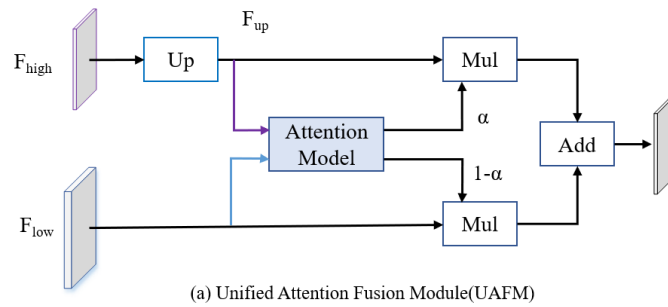 F_up
F_high
Up
Mul
Attention
Model
α
Add
1-α
F_low
Mul
(a) Unified Attention Fusion Module(UAFM)